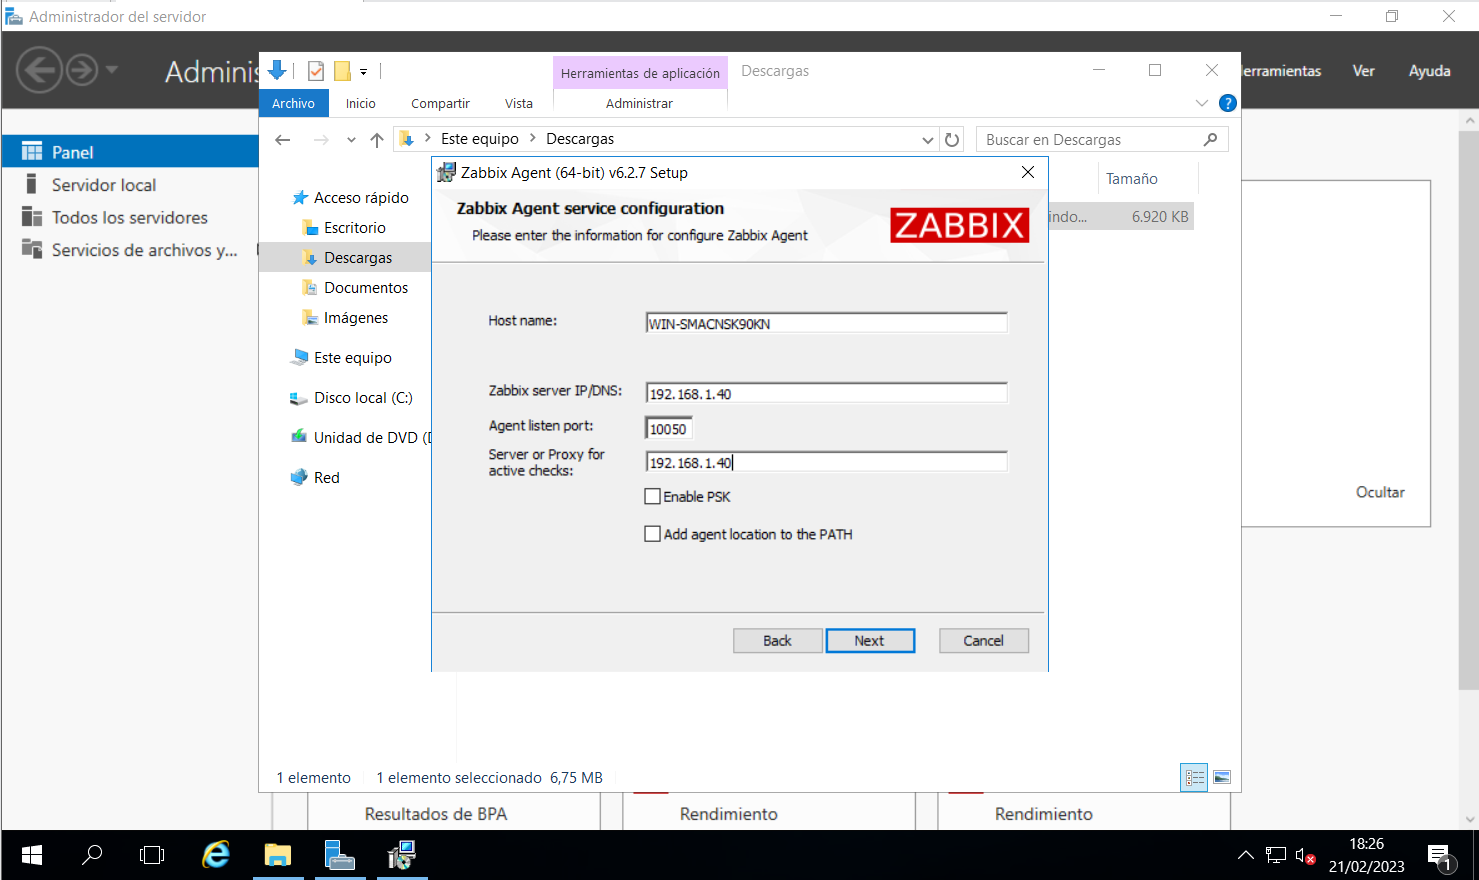 Administrador del servidor
Adminis
Herramientas de aplicación
Descargas
Herramientas
Ver
Ayuda
Archivo
Inicio
Compartir
Vista
Administrar
Este equipo
Descargas
Buscar en Descargas
Panel
Servidor local
Todos los servidores
Servicios de archivos y...
Acceso rápido
Escritorio
Descargas
Documentos
Imágenes
Este equipo
Disco local (C:)
Unidad de DVD (D
Red
Tamaño
indo...
6.920 KB
Zabbix Agent (64-bit) v6.2.7 Setup
Zabbix Agent service configuration
Please enter the information for configure Zabbix Agent
ZABBIX
Host name:
WIN-SMACNSK90KN
Zabbix server IP/DNS:
192.168.1.40
Agent listen port:
10050
Server or Proxy for
active checks:
192.168.1.40
Enable PSK
Add agent location to the PATH
Back
Next
Cancel
Ocultar
1 elemento
1 elemento seleccionado 6,75 MB
Resultados de BPA
Rendimiento
Rendimiento
18:26
21/02/2023
1